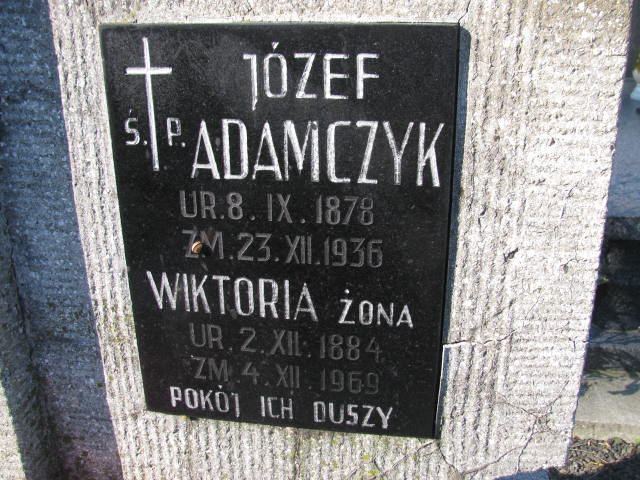 JÓZEF
Ś. P. ADAMCZYK
UR. 8. IX. 1878
ZM. 23. XII. 1936
WIKTORIA ŻONA
UR. 2. XII. 1884
ZM. 4. XII. 1969
POKÓJ ICH DUSZY